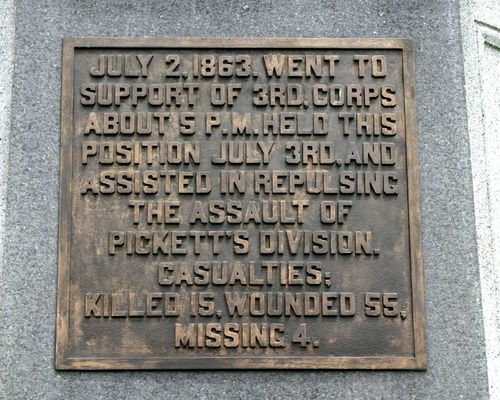 JULY 2, 1863. WENT TO
SUPPORT OF 3RD. CORPS
ABOUT 5 P.M. HELD THIS
POSITION JULY 3RD, AND
ASSISTED IN REPULSING
THE ASSAULT OF
PICKETT'S DIVISION.
CASUALTIES;
KILLED 15, WOUNDED 55,
MISSING 4.